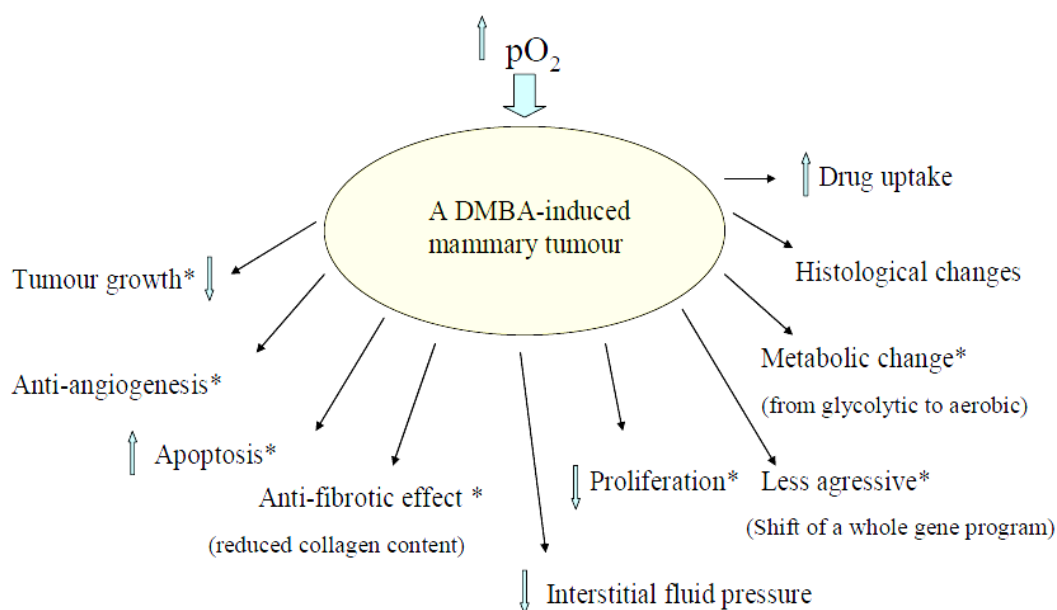 pO₂
A DMBA-induced
mammary tumour
Drug uptake
Histological changes
Tumour growth*
Metabolic change*
(from glycolytic to aerobic)
Anti-angiogenesis*
Apoptosis*
Anti-fibrotic effect *
(reduced collagen content)
Proliferation*
Less agressive*
(Shift of a whole gene program)
Interstitial fluid pressure